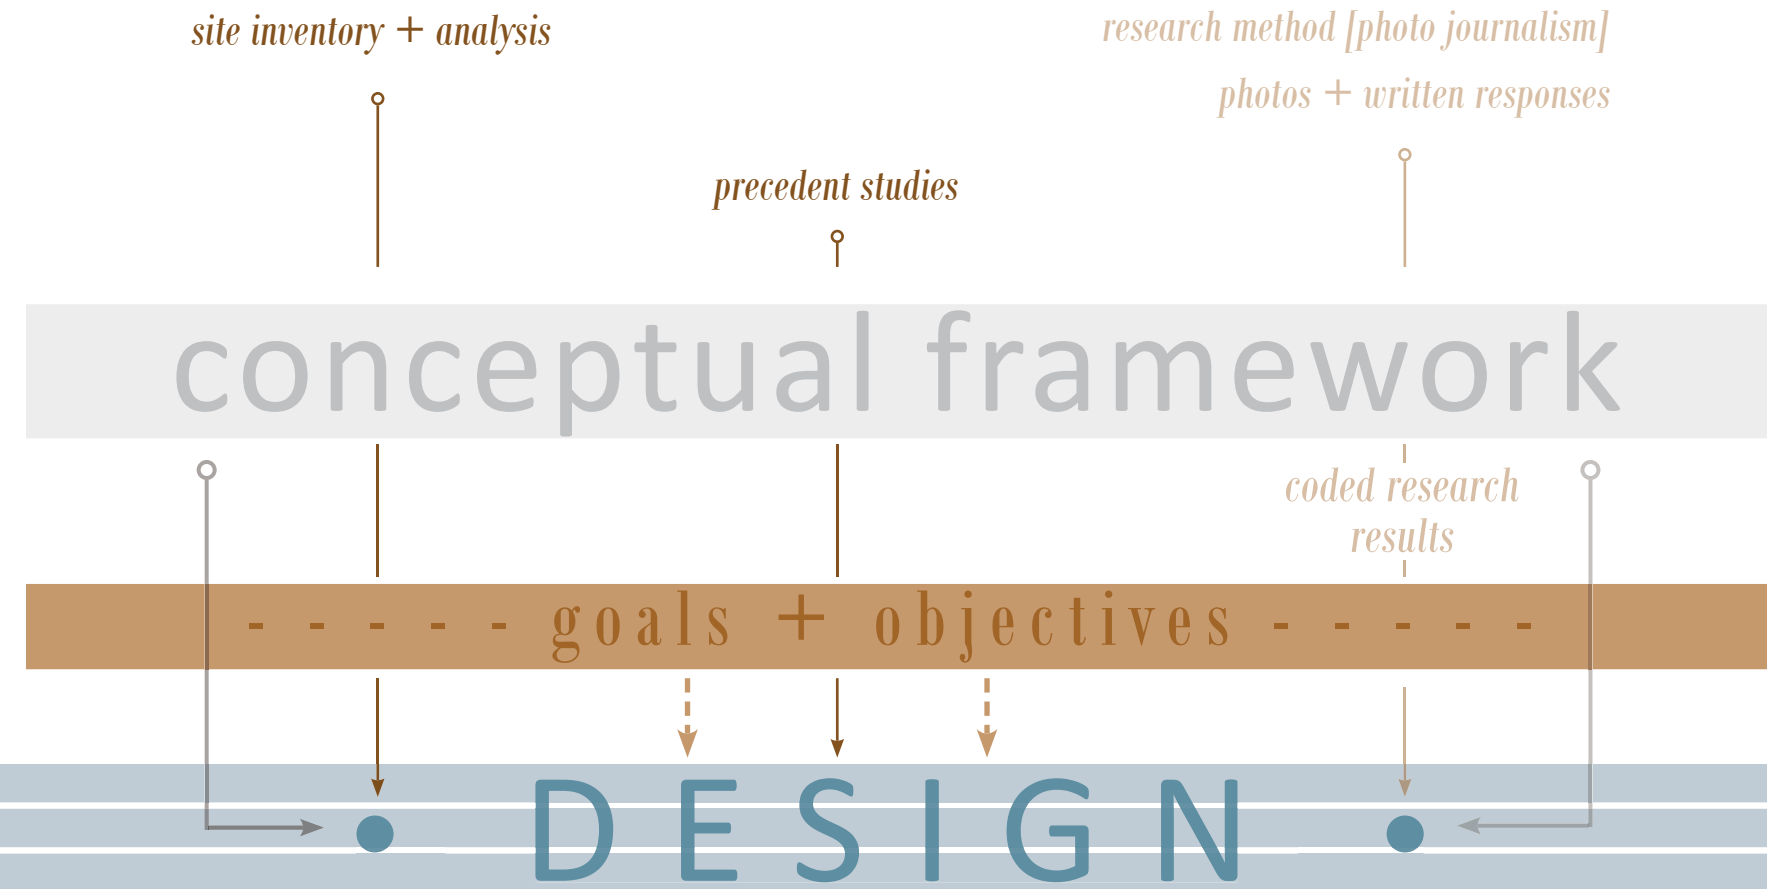 site inventory + analysis
research method [photo journalism]
photos + written responses
precedent studies
conceptual framework
coded research
results
- - - - - goals + objectives - - - - -
DESIGN